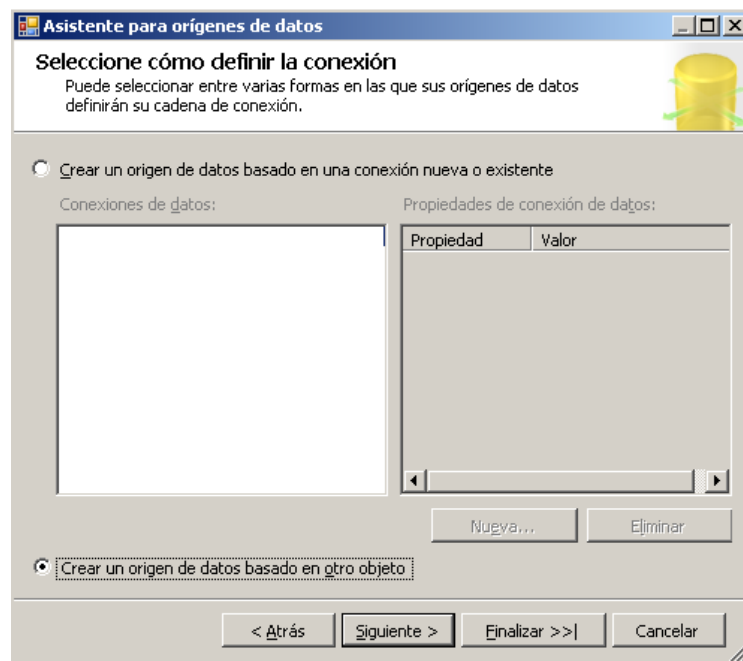 Asistente para orígenes de datos
Seleccione cómo definir la conexión
Puede seleccionar entre varias formas en las que sus orígenes de datos
definirán su cadena de conexión.
Crear un origen de datos basado en una conexión nueva o existente
Conexiones de datos:
Propiedades de conexión de datos:
Propiedad Valor
Nueva... Eliminar
Crear un origen de datos basado en otro objeto
< Atrás Siguiente > Finalizar >>| Cancelar